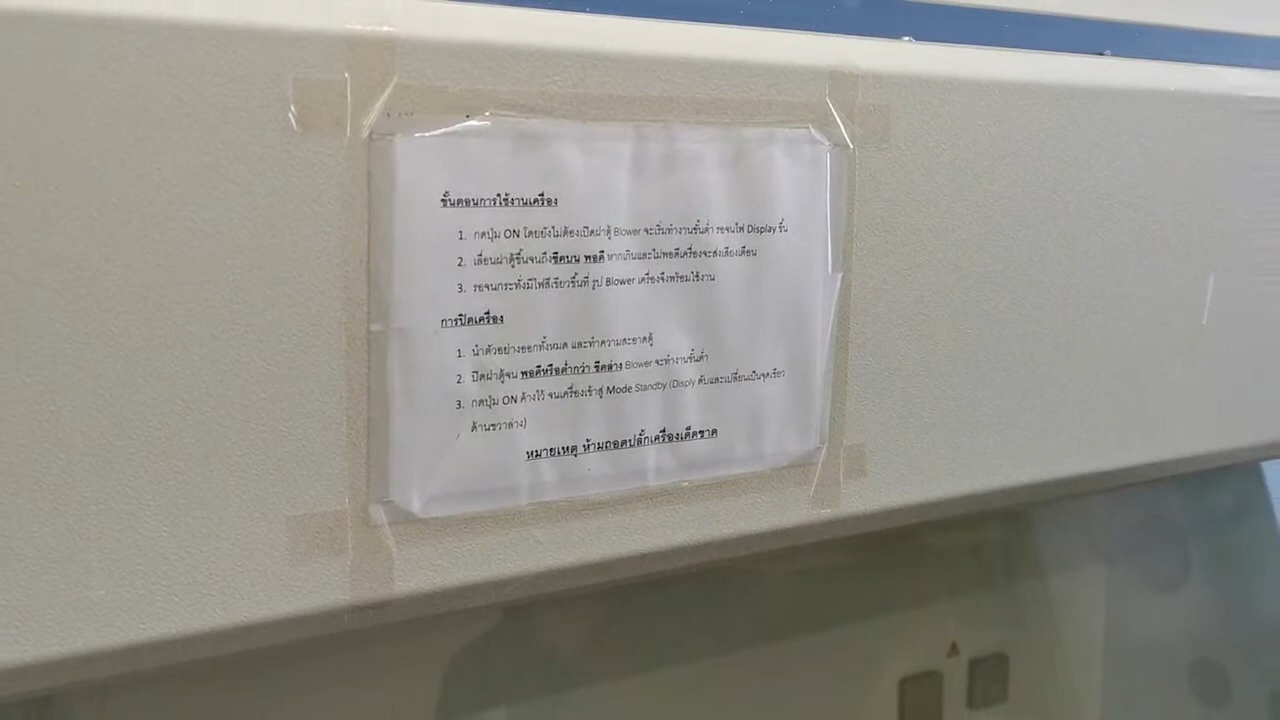 ขั้นตอนการใช้งานเครื่อง
1. กดปุ่ม ON โดยยังไม่ต้องเปิดฝาตู้ Blower จะเริ่มทำงานขั้นต่ำ รอจนไฟ Display ขึ้น
2. เลื่อนฝาตู้ขึ้นจนถึงขีดบน พอดี หากเกินและไม่พอดีเครื่องจะส่งเสียงเตือน
3. รอจนกระทั่งมีไฟสีเขียวขึ้นที่ รูป Blower เครื่องจึงพร้อมใช้งาน
การปิดเครื่อง
1. นำตัวอย่างออกทั้งหมด และทำความสะอาดตู้
2. ปิดฝาตู้จน พอดีหรือต่ำกว่า ขีดล่าง Blower จะทำงานขั้นต่ำ
3. กดปุ่ม ON ค้างไว้ จนเครื่องเข้าสู่ Mode Standby (Disply ดับและเปลี่ยนเป็นจุดเขียว
ด้านขวาล่าง)
หมายเหตุ ห้ามถอดปลั้กเครื่องเด็ดขาด